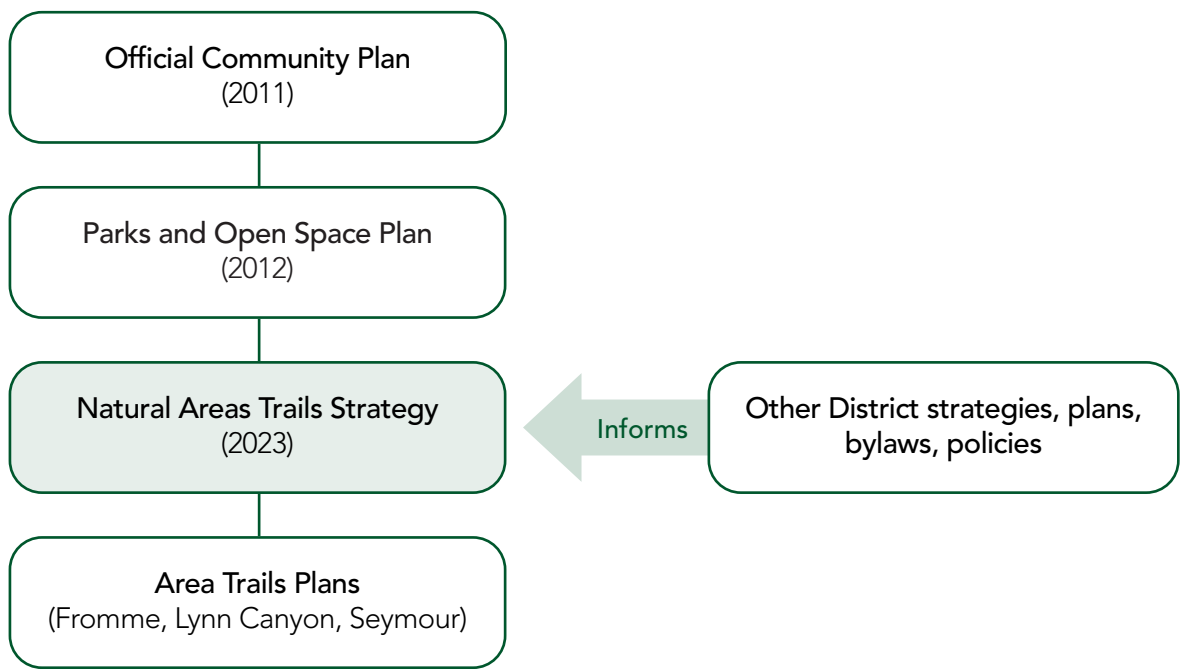 Official Community Plan
(2011)
Parks and Open Space Plan
(2012)
Natural Areas Trails Strategy
(2023)
Informs
Other District strategies, plans,
bylaws, policies
Area Trails Plans
(Fromme, Lynn Canyon, Seymour)